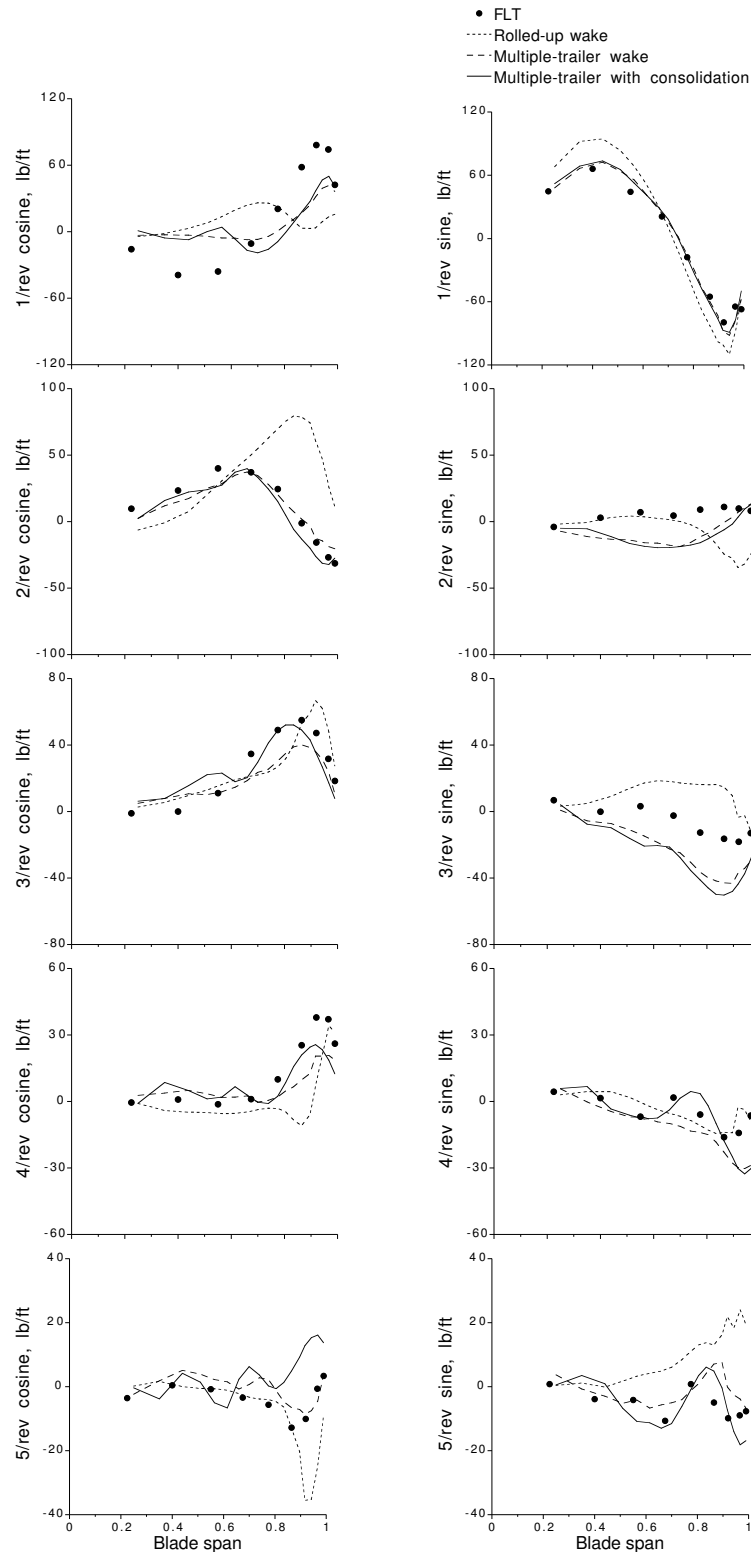 FLT
Rolled-up wake
Multiple-trailer wake
Multiple-trailer with consolidation
120
60
0
-60
-120
1/rev cosine, lb/ft
120
60
0
-60
-120
1/rev sine, lb/ft
100
50
0
-50
-100
2/rev cosine, lb/ft
100
50
0
-50
-100
2/rev sine, lb/ft
80
40
0
-40
-80
3/rev cosine, lb/ft
80
40
0
-40
-80
3/rev sine, lb/ft
60
30
0
-30
-60
4/rev cosine, lb/ft
60
30
0
-30
-60
4/rev sine, lb/ft
40
20
0
-20
-40
5/rev cosine, lb/ft
0 0.2 0.4 0.6 0.8 1
Blade span
40
20
0
-20
-40
5/rev sine, lb/ft
0 0.2 0.4 0.6 0.8 1
Blade span